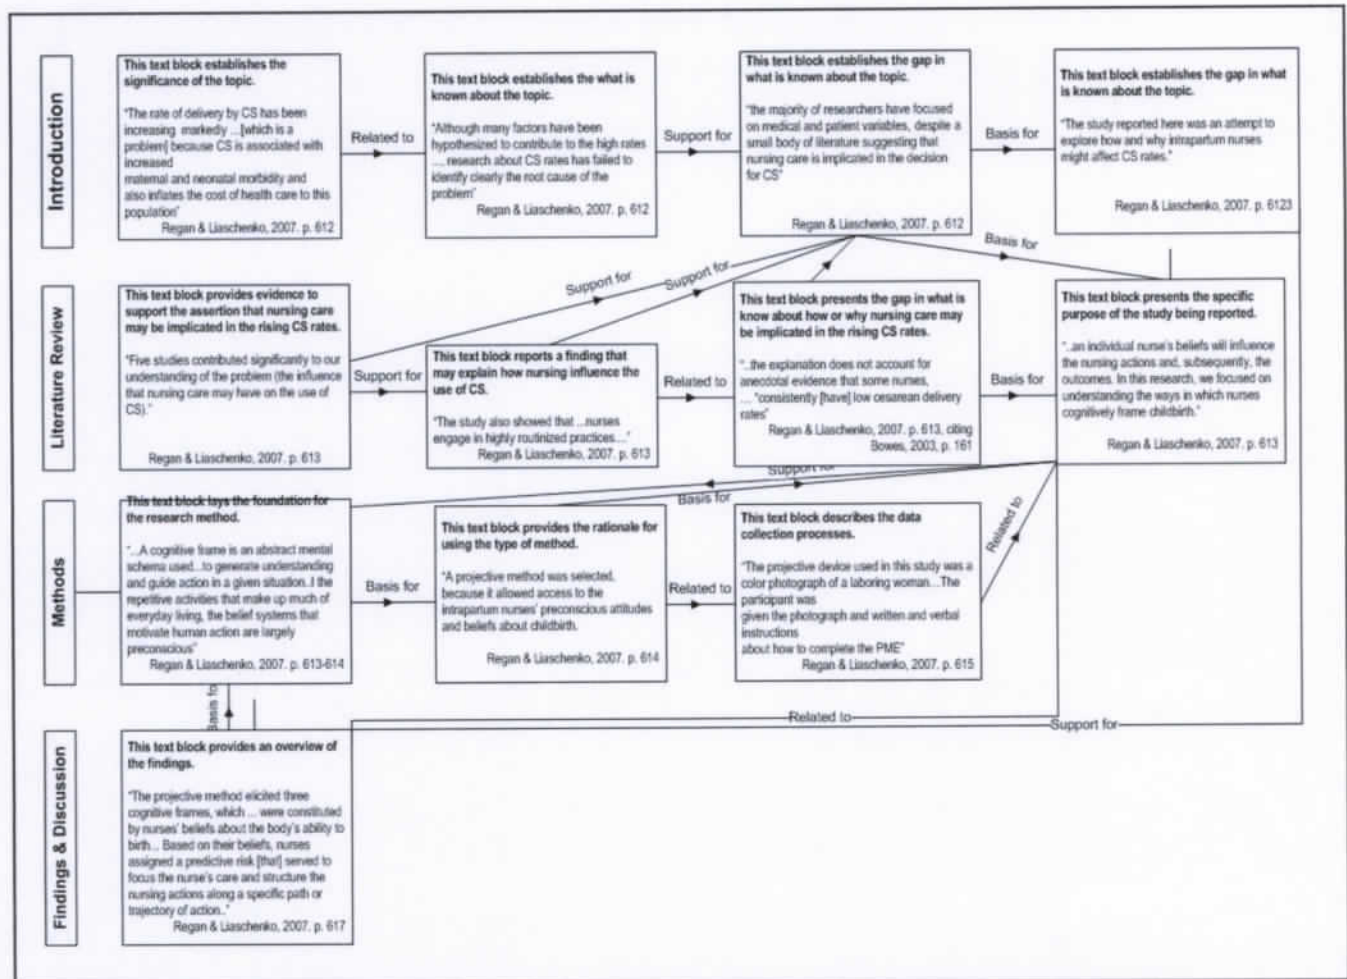 Introduction
This text block establishes the
significance of the topic.
"The rate of delivery by CS has been
increasing markedly ...[which is a
problem] because CS is associated with
increased
maternal and neonatal morbidity and
also inflates the cost of health care to this
population"
Regan & Liaschenko, 2007. p. 612
Related to
This text block establishes the what is
known about the topic.
"Although many factors have been
hypothesized to contribute to the high rates
.... research about CS rates has failed to
identify clearly the root cause of the
problem"
Regan & Liaschenko, 2007. p. 612
Support for
This text block establishes the gap in
what is known about the topic.
"the majority of researchers have focused
on medical and patient variables, despite a
small body of literature suggesting that
nursing care is implicated in the decision
for CS"
Regan & Liaschenko, 2007. p. 612
Basis for
This text block establishes the gap in what
is known about the topic.
"The study reported here was an attempt to
explore how and why intrapartum nurses
might affect CS rates."
Regan & Liaschenko, 2007. p. 6123
Support for
Support for
Basis for
Literature Review
This text block provides evidence to
support the assertion that nursing care
may be implicated in the rising CS rates.
"Five studies contributed significantly to our
understanding of the problem (the influence
that nursing care may have on the use of
CS)."
Regan & Liaschenko, 2007. p. 613
Support for
This text block reports a finding that
may explain how nursing influence the
use of CS.
"The study also showed that ...nurses
engage in highly routinized practices...."
Regan & Liaschenko, 2007. p. 613
Related to
This text block presents the gap in what is
know about how or why nursing care may
be implicated in the rising CS rates.
"..the explanation does not account for
anecdotal evidence that some nurses,
.... "consistently [have] low cesarean delivery
rates"
Regan & Liaschenko, 2007. p. 613, citing
Bowes, 2003, p. 161
Basis for
This text block presents the specific
purpose of the study being reported.
"..an individual nurse's beliefs will influence
the nursing actions and, subsequently, the
outcomes. In this research, we focused on
understanding the ways in which nurses
cognitively frame childbirth."
Regan & Liaschenko, 2007. p. 613
Support for
Basis for
Related to
Methods
This text block lays the foundation for
the research method.
"...A cognitive frame is an abstract mental
schema used...to generate understanding
and guide action in a given situation..I the
repetitive activities that make up much of
everyday living, the belief systems that
motivate human action are largely
preconscious"
Regan & Liaschenko, 2007. p. 613-614
Basis for
This text block provides the rationale for
using the type of method.
"A projective method was selected,
because it allowed access to the
intrapartum nurses' preconscious attitudes
and beliefs about childbirth.
Regan & Liaschenko, 2007. p. 614
Related to
This text block describes the data
collection processes.
"The projective device used in this study was a
color photograph of a laboring woman...The
participant was
given the photograph and written and verbal
instructions
about how to complete the PME"
Regan & Liaschenko, 2007. p. 615
Basis for
Related to
Support for
Findings & Discussion
This text block provides an overview of
the findings.
"The projective method elicited three
cognitive frames, which ... were constituted
by nurses' beliefs about the body's ability to
birth... Based on their beliefs, nurses
assigned a predictive risk [that] served to
focus the nurse's care and structure the
nursing actions along a specific path or
trajectory of action.."
Regan & Liaschenko, 2007. p. 617